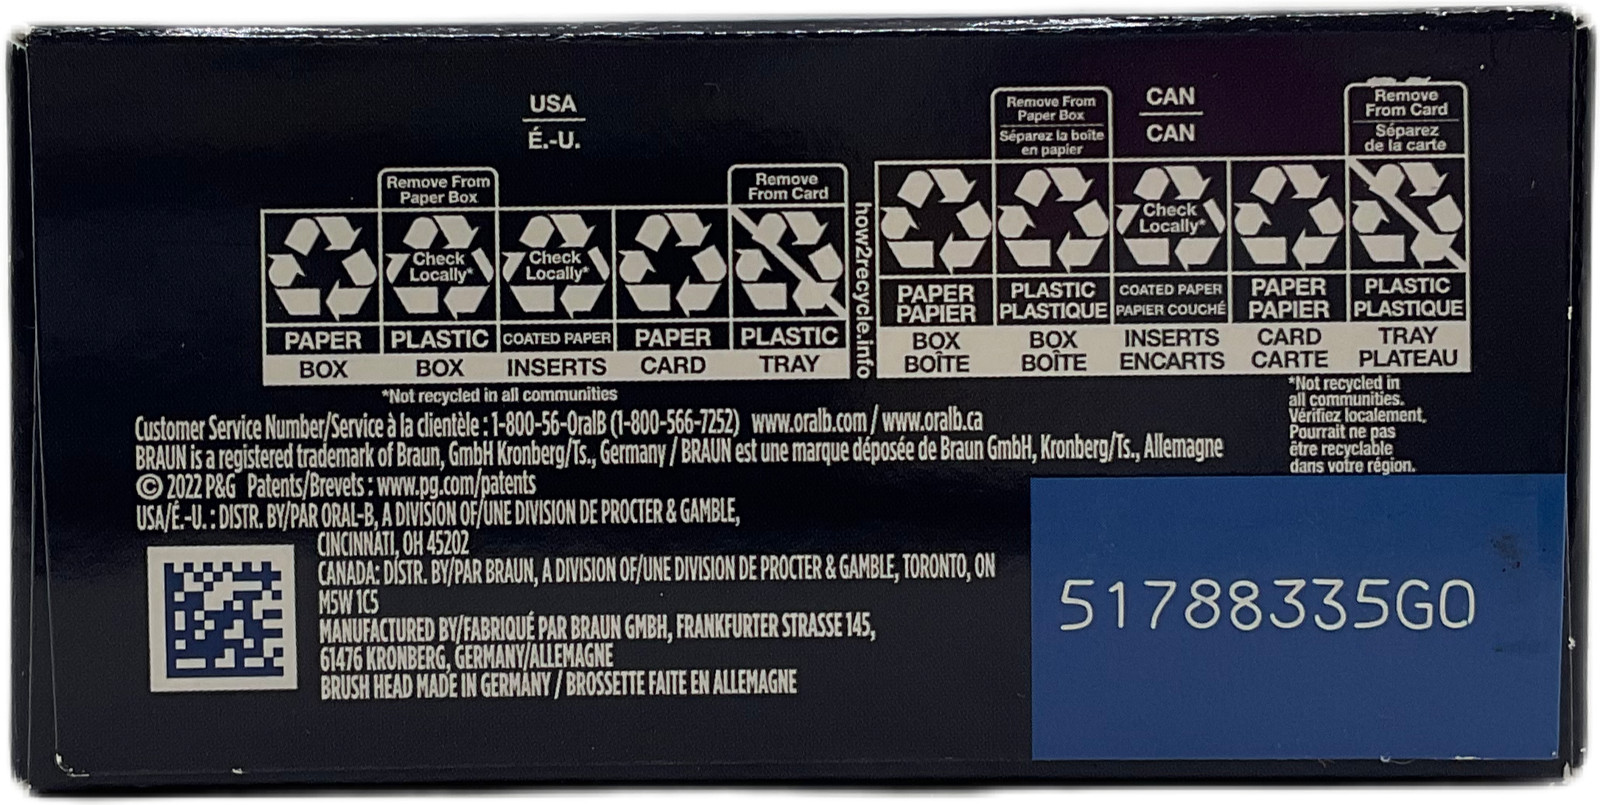 USA
É.-U.
Remove From
Paper Box
Remove
From Card
Check
Locally*
Check
Locally*
PAPER PLASTIC COATED PAPER PAPER PLASTIC
BOX BOX INSERTS CARD TRAY
*Not recycled in all communities
how2recycle.info
CAN
CAN
Remove From
Paper Box
Séparez la boîte
en papier
Remove
From Card
Séparez
de la carte
Check
Locally*
PAPER PLASTIC COATED PAPER PAPER PLASTIC
PAPIER PLASTIQUE PAPIER COUCHÉ PAPIER PLASTIQUE
BOX BOX INSERTS CARD TRAY
BOÎTE BOÎTE ENCARTS CARTE PLATEAU
*Not recycled in
all communities.
Vérifiez localement.
Pourrait ne pas
être recyclable
dans votre région.
Customer Service Number/Service à la clientèle : 1-800-56-OralB (1-800-566-7252) www.oralb.com / www.oralb.ca
BRAUN is a registered trademark of Braun, GmbH Kronberg/Ts., Germany / BRAUN est une marque déposée de Braun GmbH, Kronberg/Ts., Allemagne
© 2022 P&G Patents/Brevets : www.pg.com/patents
USA/É.-U. : DISTR. BY/PAR ORAL-B, A DIVISION OF/UNE DIVISION DE PROCTER & GAMBLE,
CINCINNATI, OH 45202
CANADA: DISTR. BY/PAR BRAUN, A DIVISION OF/UNE DIVISION DE PROCTER & GAMBLE, TORONTO, ON
M5W 1C5
MANUFACTURED BY/FABRIQUÉ PAR BRAUN GMBH, FRANKFURTER STRASSE 145,
61476 KRONBERG, GERMANY/ALLEMAGNE
BRUSH HEAD MADE IN GERMANY / BROSSETTE FAITE EN ALLEMAGNE
51788335G0